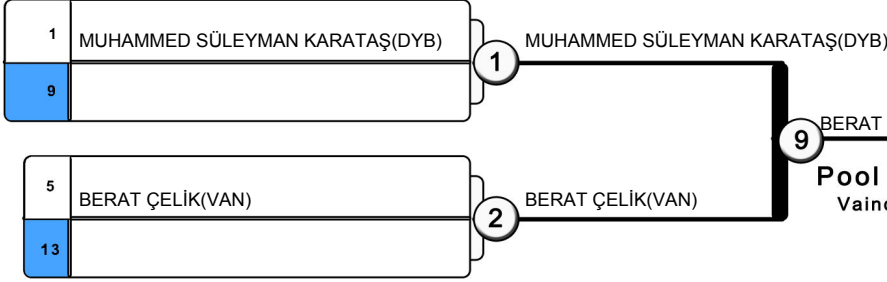 1
MUHAMMED SÜLEYMAN KARATAŞ(DYB)
1
MUHAMMED SÜLEYMAN KARATAŞ(DYB)
9
9
BERAT
Pool
5
BERAT ÇELİK(VAN)
2
BERAT ÇELİK(VAN)
13